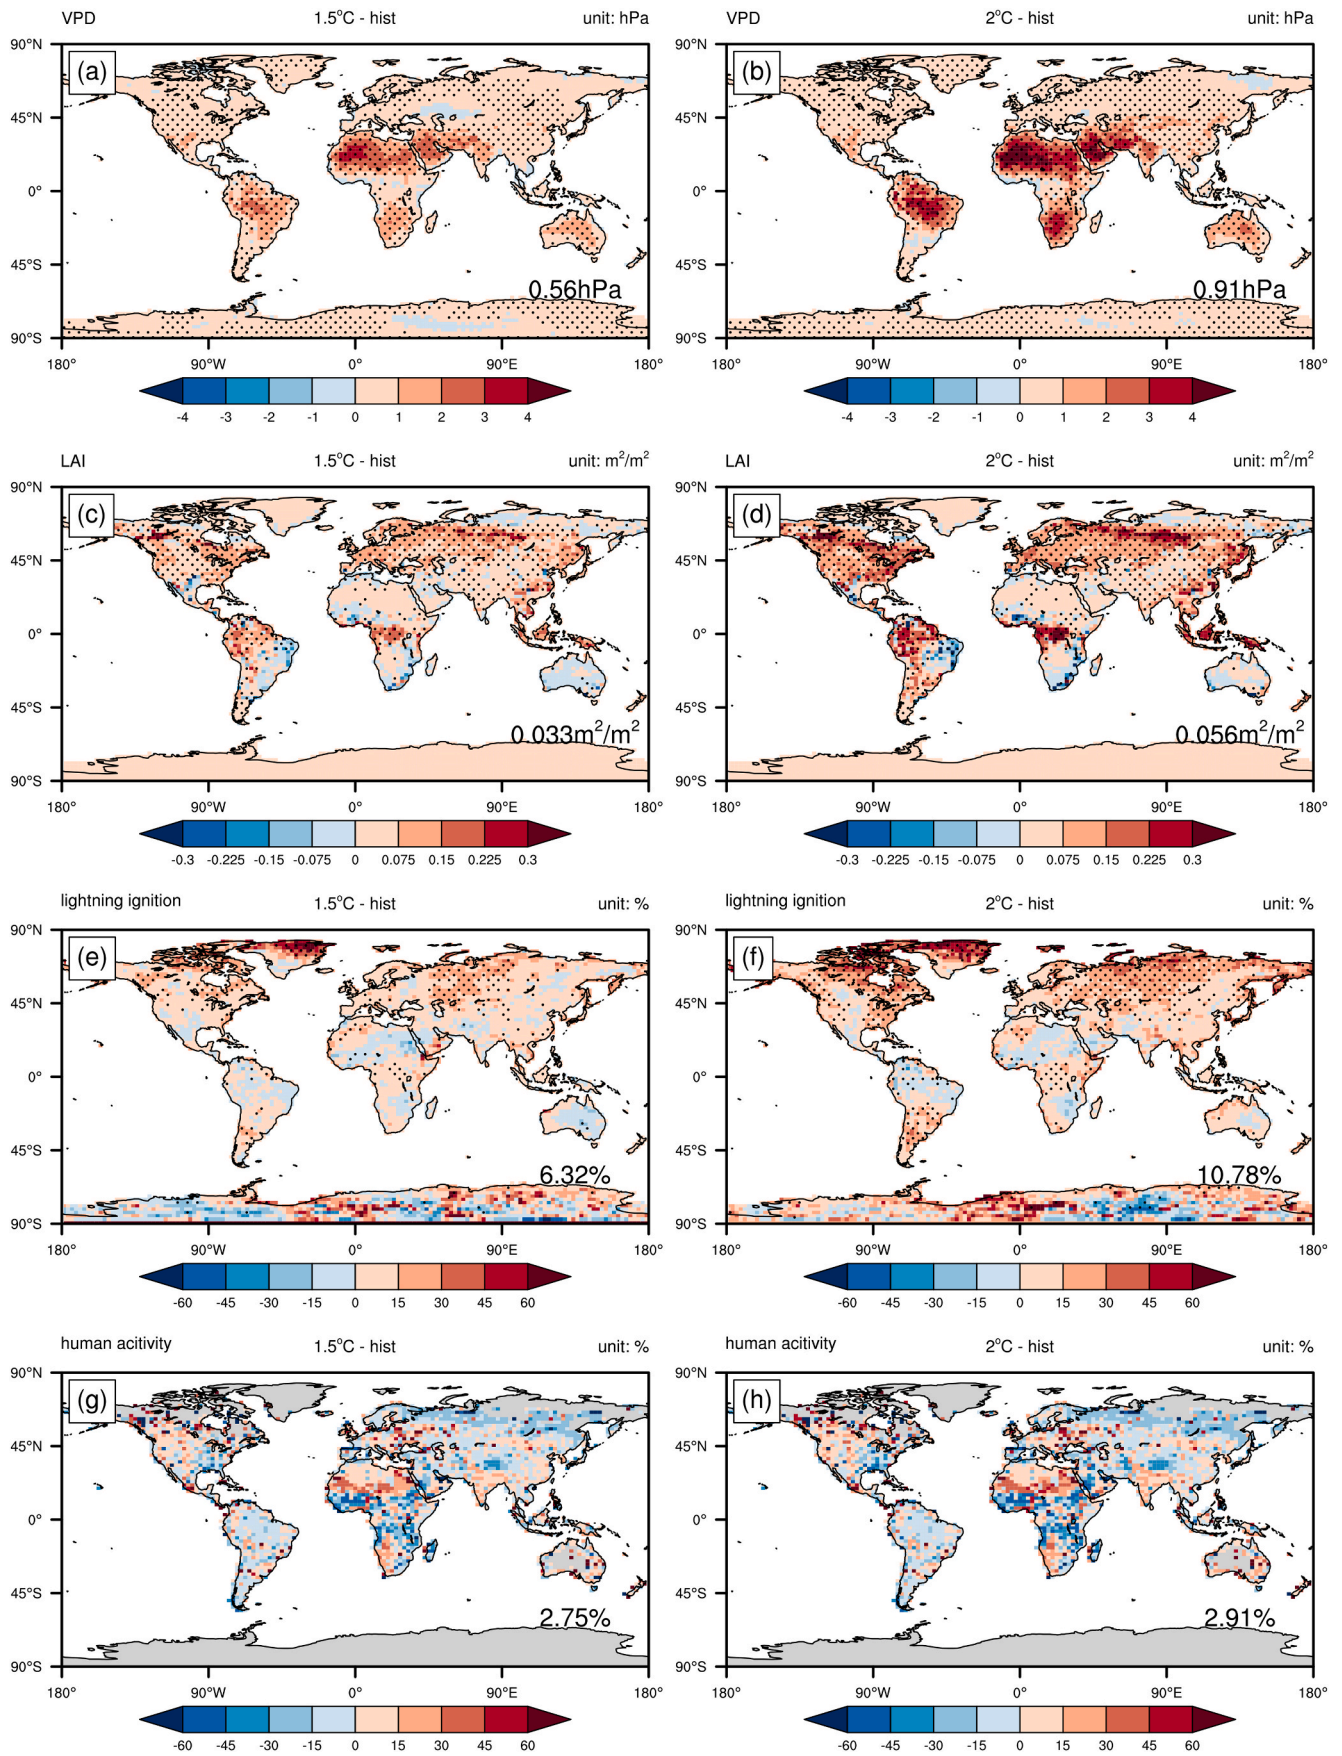 VPD 1.5°C - hist unit: hPa
VPD 2°C - hist unit: hPa
(a)
(b)
90°N 90°N
45°N 45°N
0° 0°
45°S 45°S
0.56hPa 0.91hPa
90°S 90°S
180° 90°W 0° 90°E 180° 180° 90°W 0° 90°E 180°
-4 -3 -2 -1 0 1 2 3 4 -4 -3 -2 -1 0 1 2 3 4
LAI 1.5°C - hist unit: m²/m²
LAI 2°C - hist unit: m²/m²
(c)
(d)
90°N 90°N
45°N 45°N
0° 0°
45°S 45°S
0.033m²/m² 0.056m²/m²
90°S 90°S
180° 90°W 0° 90°E 180° 180° 90°W 0° 90°E 180°
-0.3 -0.225 -0.15 -0.075 0 0.075 0.15 0.225 0.3 -0.3 -0.225 -0.15 -0.075 0 0.075 0.15 0.225 0.3
lightning ignition 1.5°C - hist unit: %
lightning ignition 2°C - hist unit: %
(e)
(f)
90°N 90°N
45°N 45°N
0° 0°
45°S 45°S
6.32% 10.78%
90°S 90°S
180° 90°W 0° 90°E 180° 180° 90°W 0° 90°E 180°
-60 -45 -30 -15 0 15 30 45 60 -60 -45 -30 -15 0 15 30 45 60
human acitivity 1.5°C - hist unit: %
human acitivity 2°C - hist unit: %
(g)
(h)
90°N 90°N
45°N 45°N
0° 0°
45°S 45°S
2.75% 2.91%
90°S 90°S
180° 90°W 0° 90°E 180° 180° 90°W 0° 90°E 180°
-60 -45 -30 -15 0 15 30 45 60 -60 -45 -30 -15 0 15 30 45 60